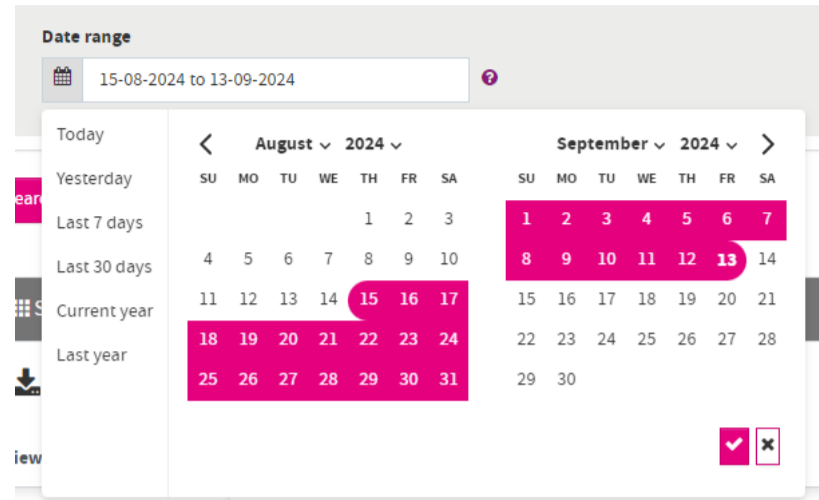 Date range
15-08-2024 to 13-09-2024
Today
Yesterday
Last 7 days
Last 30 days
Current year
Last year
August 2024
SU MO TU WE TH FR SA
1 2 3
4 5 6 7 8 9 10
11 12 13 14 15 16 17
18 19 20 21 22 23 24
25 26 27 28 29 30 31
September 2024
SU MO TU WE TH FR SA
1 2 3 4 5 6 7
8 9 10 11 12 13 14
15 16 17 18 19 20 21
22 23 24 25 26 27 28
29 30